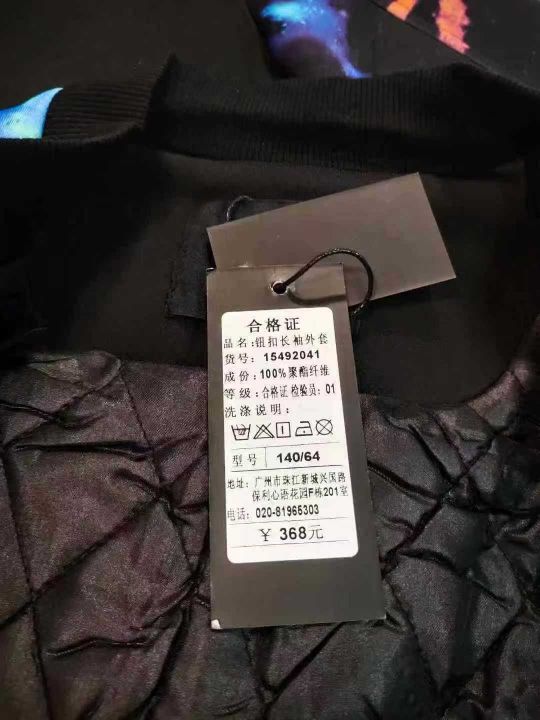 合格证
品名:钮扣长袖外套
货号: 15492041
成份:100%聚酯纤维
等级:合格证 检验员:01
洗涤说明:
型号 140/64
地址: 广州市珠江新城兴国路
保利心语花园F栋201室
电话: 020-81965303
¥ 368元